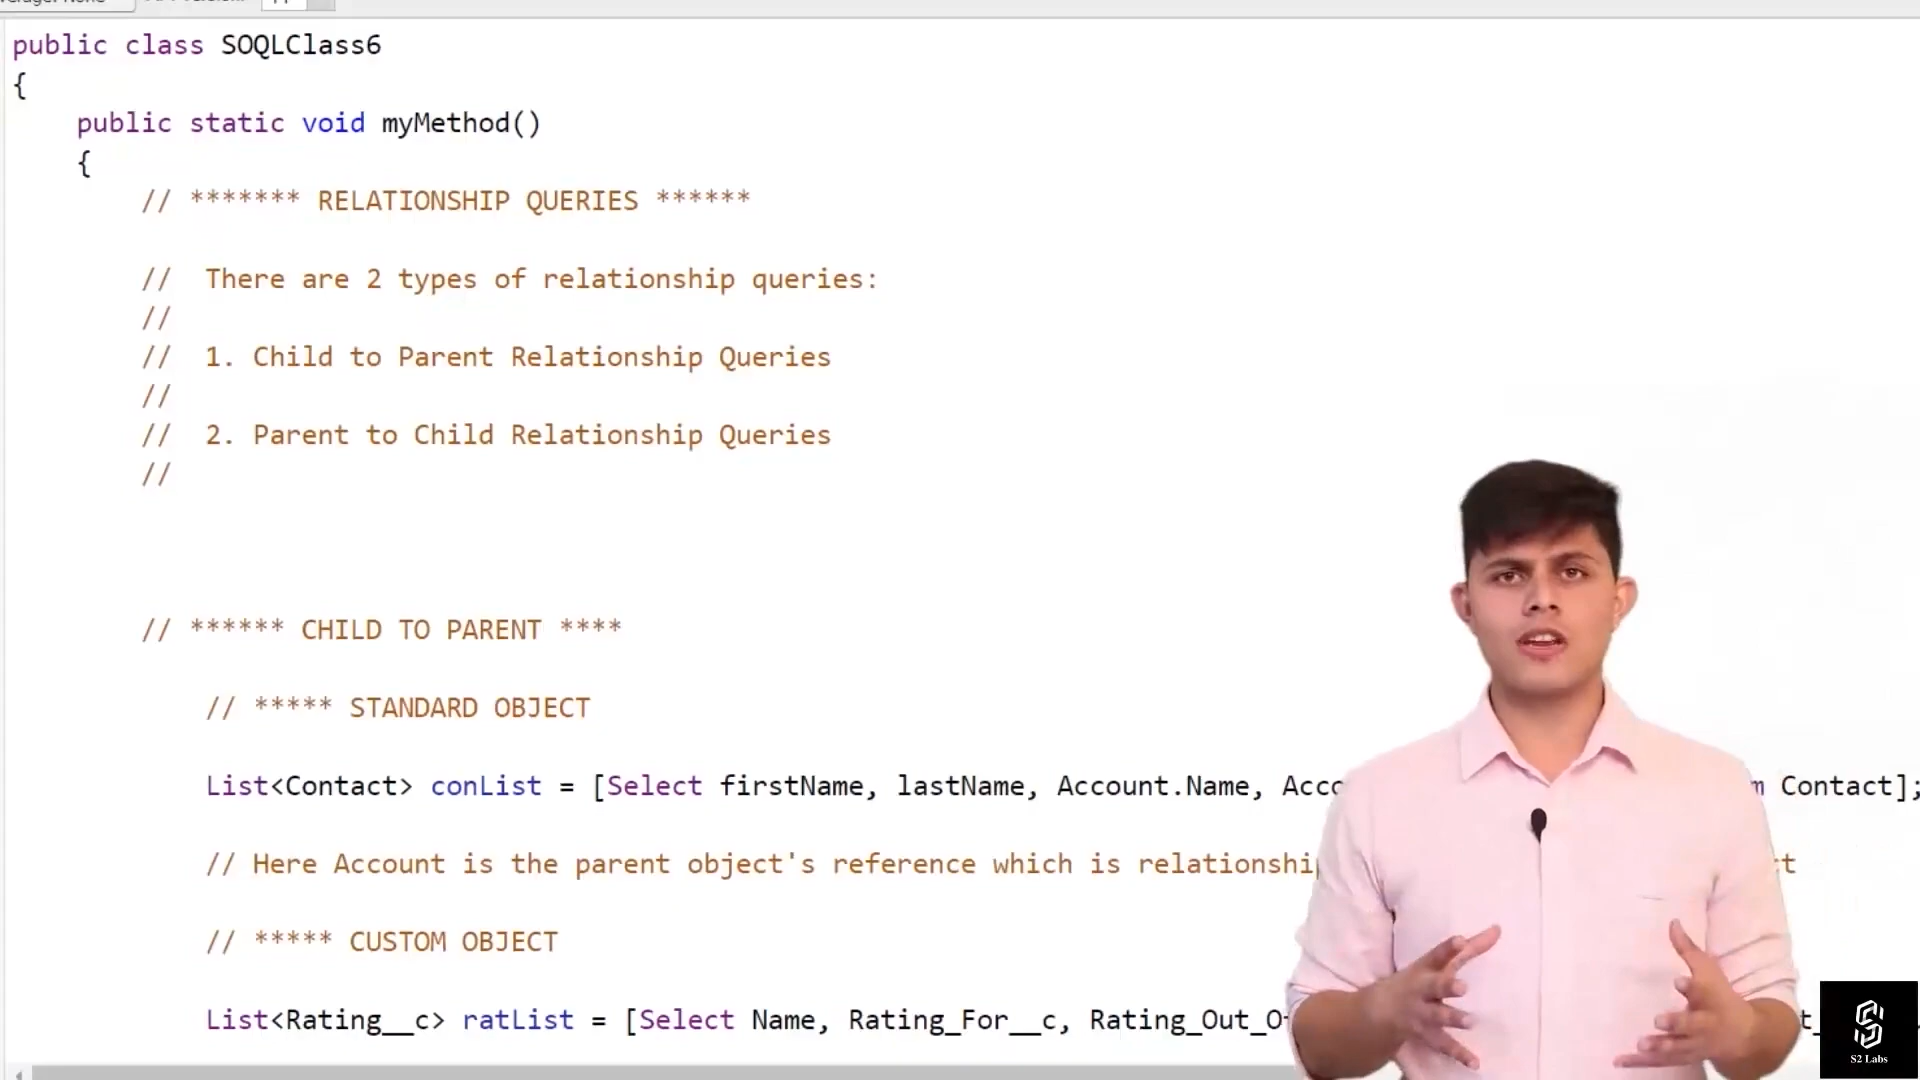 public class SOQLClass6
{
public static void myMethod()
{
// ******* RELATIONSHIP QUERIES ******
// There are 2 types of relationship queries:
//
// 1. Child to Parent Relationship Queries
//
// 2. Parent to Child Relationship Queries
//
// ****** CHILD TO PARENT ****
// ***** STANDARD OBJECT
List<Contact> conList = [Select firstName, lastName, Account.Name, Contact];
// Here Account is the parent object's reference which is
// ***** CUSTOM OBJECT
List<Rating__c> ratList = [Select Name, Rating_For__c,
S2 Labs